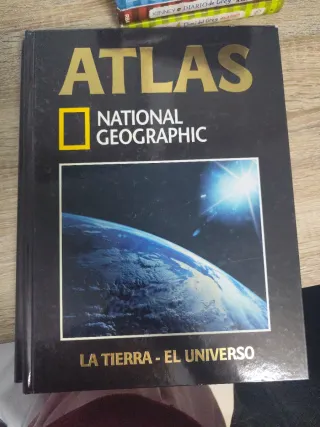 ATLAS
NATIONAL
GEOGRAPHIC
LA TIERRA - EL UNIVERSO